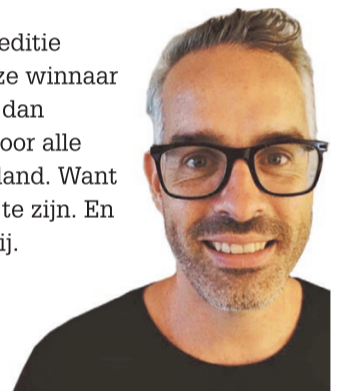 editie
ze winnaar
dan
oor alle
land. Want
te zijn. En
ij.